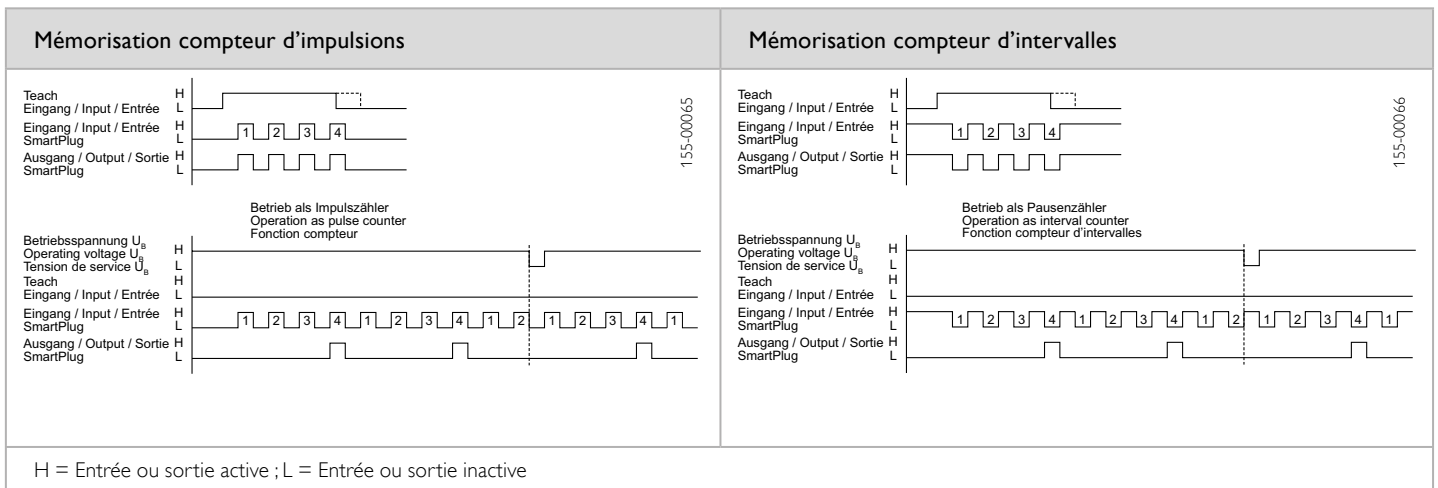 Mémorisation compteur d’impulsions
Teach H
Eingang / Input / Entrée L
Eingang / Input / Entrée H
SmartPlug L
1 2 3 4
Ausgang / Output / Sortie H
SmartPlug L
155-00065
Betrieb als Impulszähler
Operation as pulse counter
Fonction compteur
Betriebsspannung UB
Operating voltage UB H
Tension de service UB L
Teach H
Eingang / Input / Entrée L
Eingang / Input / Entrée H
SmartPlug L
1 2 3 4 1 2 3 4 1 2 1 2 3 4 1
Ausgang / Output / Sortie H
SmartPlug L
Mémorisation compteur d’intervalles
Teach H
Eingang / Input / Entrée L
Eingang / Input / Entrée H
SmartPlug L
1 2 3 4
Ausgang / Output / Sortie H
SmartPlug L
155-00066
Betrieb als Pausenzähler
Operation as interval counter
Fonction compteur d’intervalles
Betriebsspannung UB
Operating voltage UB H
Tension de service UB L
Teach H
Eingang / Input / Entrée L
Eingang / Input / Entrée H
SmartPlug L
1 2 3 4 1 2 3 4 1 2 1 2 3 4 1
Ausgang / Output / Sortie H
SmartPlug L
H = Entrée ou sortie active ; L = Entrée ou sortie inactive